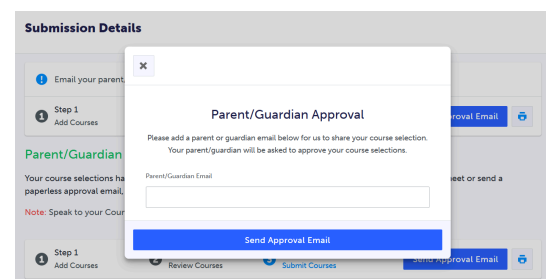 Submission Details
Email your parent
Step 1
Add Courses
roval Email
Parent/Guardian
Your course selections ha
eet or send a
paperless approval email,
Note: Speak to your Cour
Parent/Guardian Approval
Please add a parent or guardian email below for us to share your course selection.
Your parent/guardian will be asked to approve your course selections.
Parent/Guardian Email
Send Approval Email
1 Step 1
Add Courses
Review Courses
3 Submit Courses
Send Approval Email